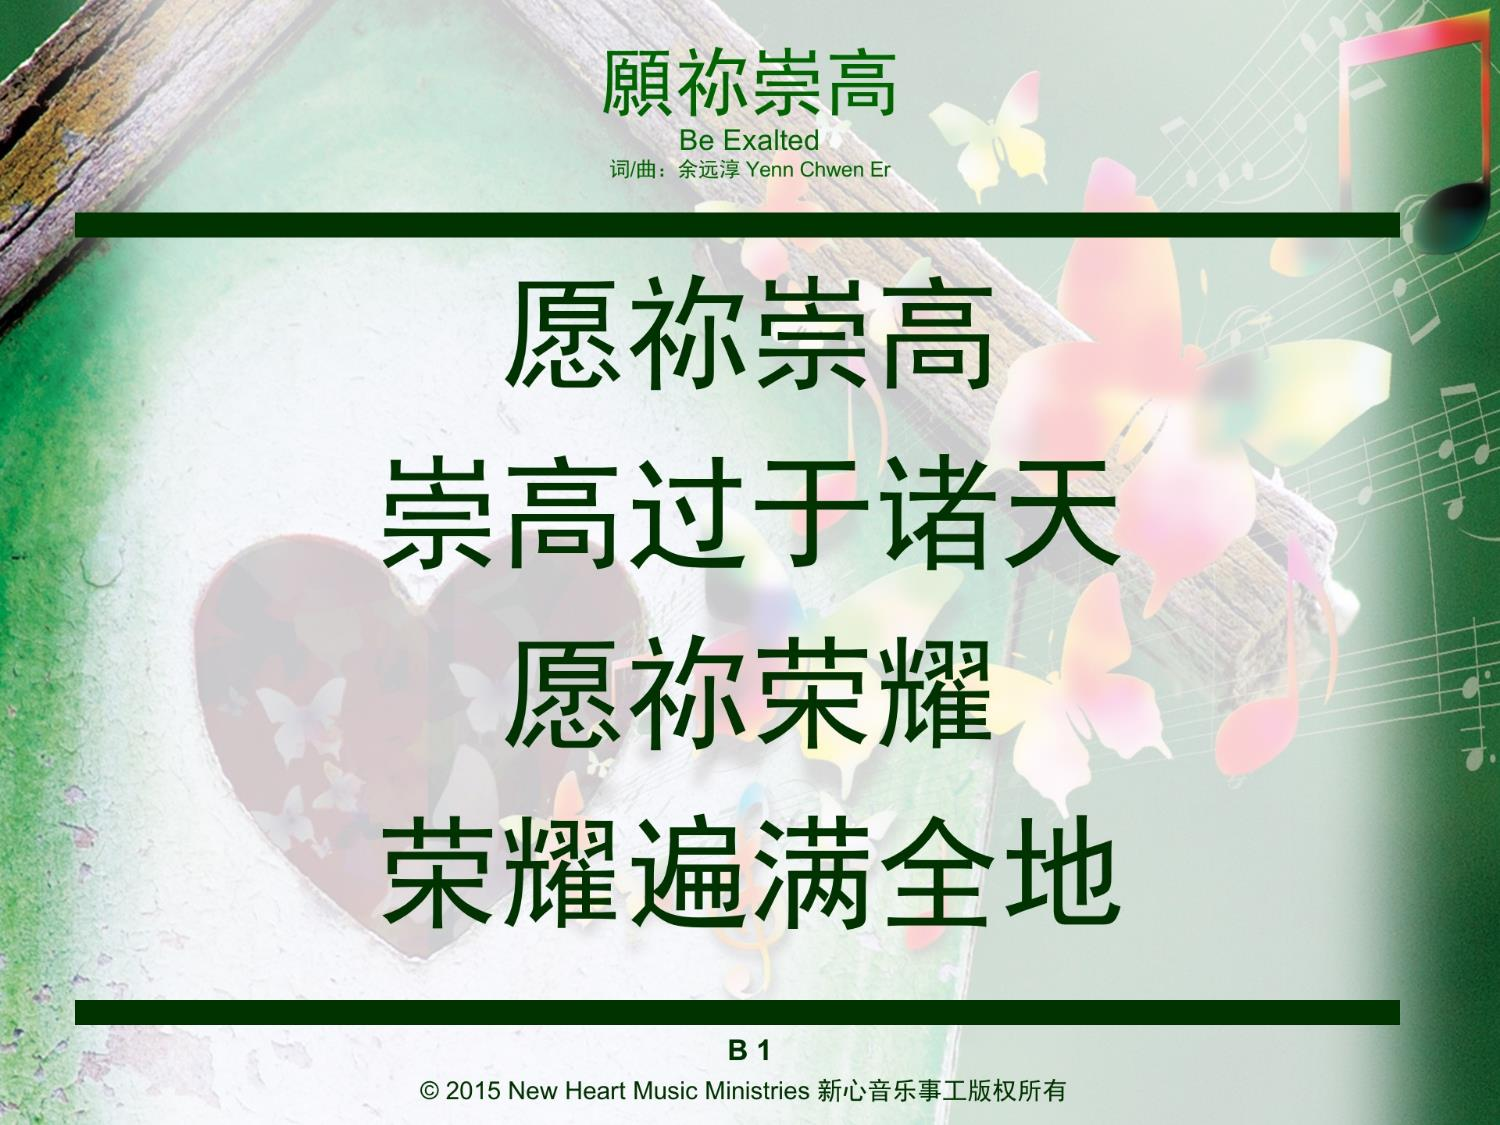 願祢崇高
Be Exalted
词/曲：余远淳 Yenn Chwen Er
愿祢崇高
崇高过于诸天
愿祢荣耀
荣耀遍满全地
B 1
© 2015 New Heart Music Ministries 新心音乐事工版权所有